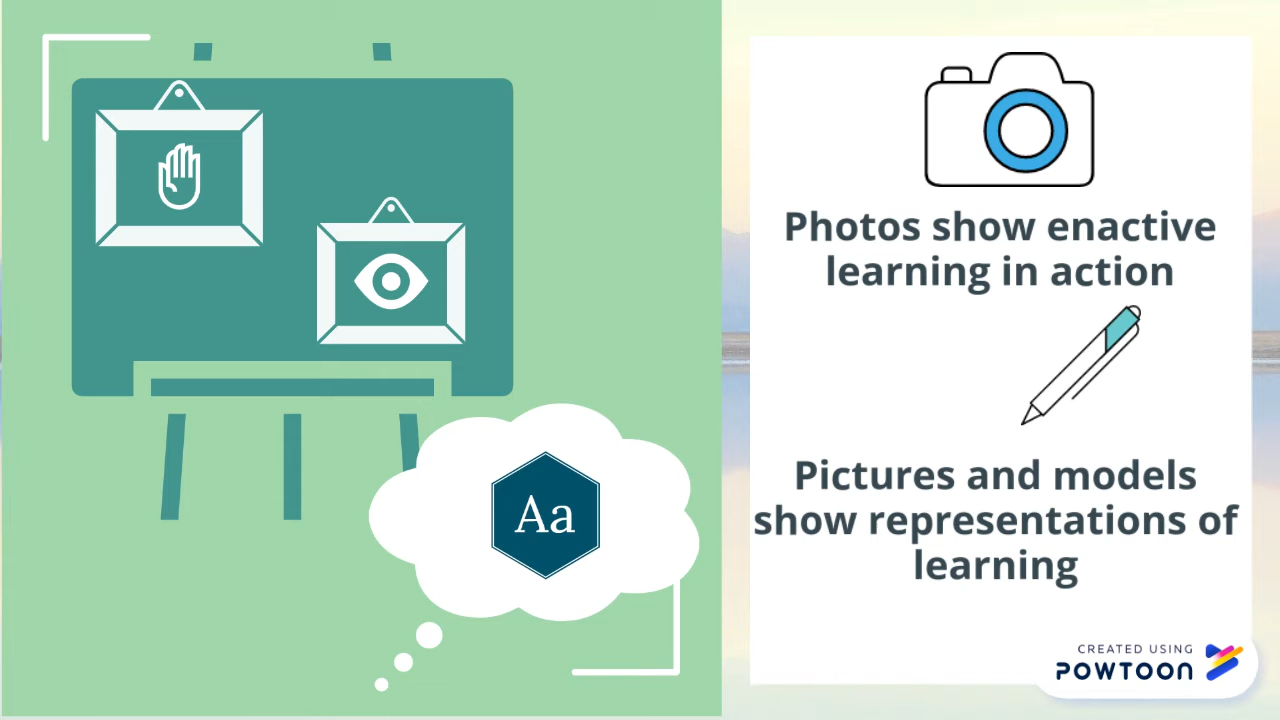 Aa
Photos show enactive
learning in action
Pictures and models
show representations of
learning
CREATED USING
POWTOON